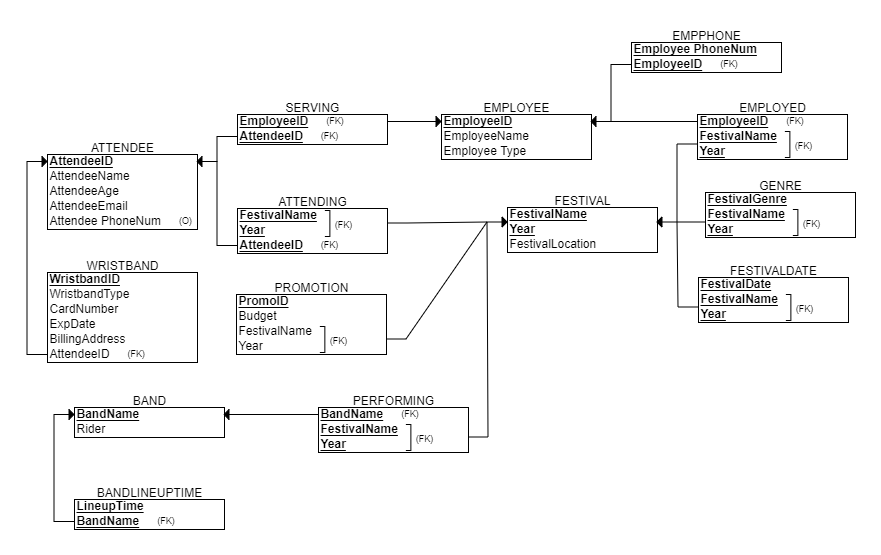 EMPPHONE
Employee PhoneNum
EmployeeID (FK)
SERVING
EmployeeID (FK)
AttendeeID (FK)
EMPLOYEE
EmployeeID
EmployeeName
Employee Type
EMPLOYED
EmployeeID (FK)
FestivalName
Year
(FK)
ATTENDEE
AttendeeID
AttendeeName
AttendeeAge
AttendeeEmail
Attendee PhoneNum (O)
ATTENDING
FestivalName
Year
(FK)
AttendeeID (FK)
FESTIVAL
FestivalName
Year
FestivalLocation
GENRE
FestivalGenre
FestivalName
Year
(FK)
WRISTBAND
WristbandID
WristbandType
CardNumber
ExpDate
BillingAddress
AttendeeID (FK)
PROMOTION
PromoID
Budget
FestivalName
Year
(FK)
FESTIVALDATE
FestivalDate
FestivalName
Year
(FK)
BAND
BandName
Rider
PERFORMING
BandName (FK)
FestivalName
Year
(FK)
BANDLINEUPTIME
LineupTime
BandName (FK)